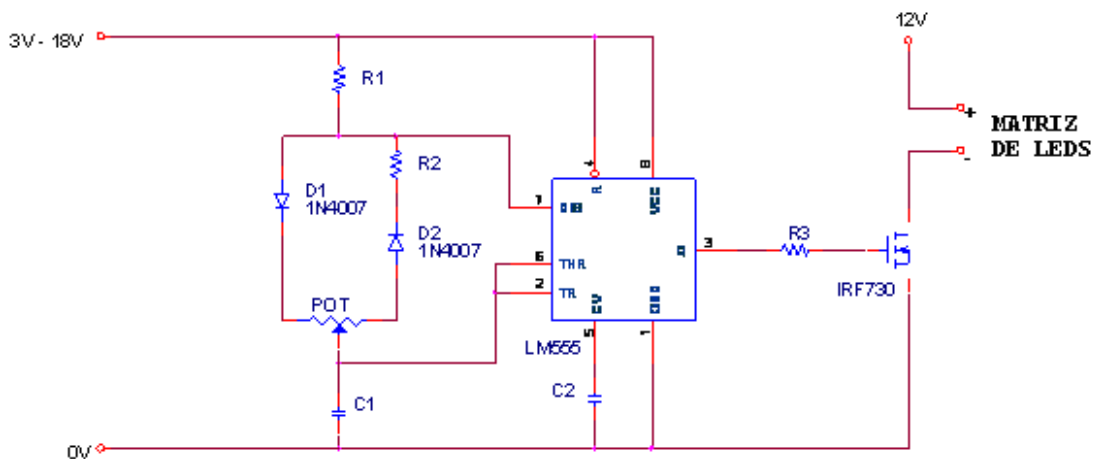 12V
3V - 18V
R1
+
MATRIZ
DE LEDS
-
R2
4
8
R
VCC
D1
1N4007
7
DIS
D2
1N4007
R3
3
Q
6
THR
2
TR
IRF730
POT
CV
GND
5
1
LM555
C2
C1
0V